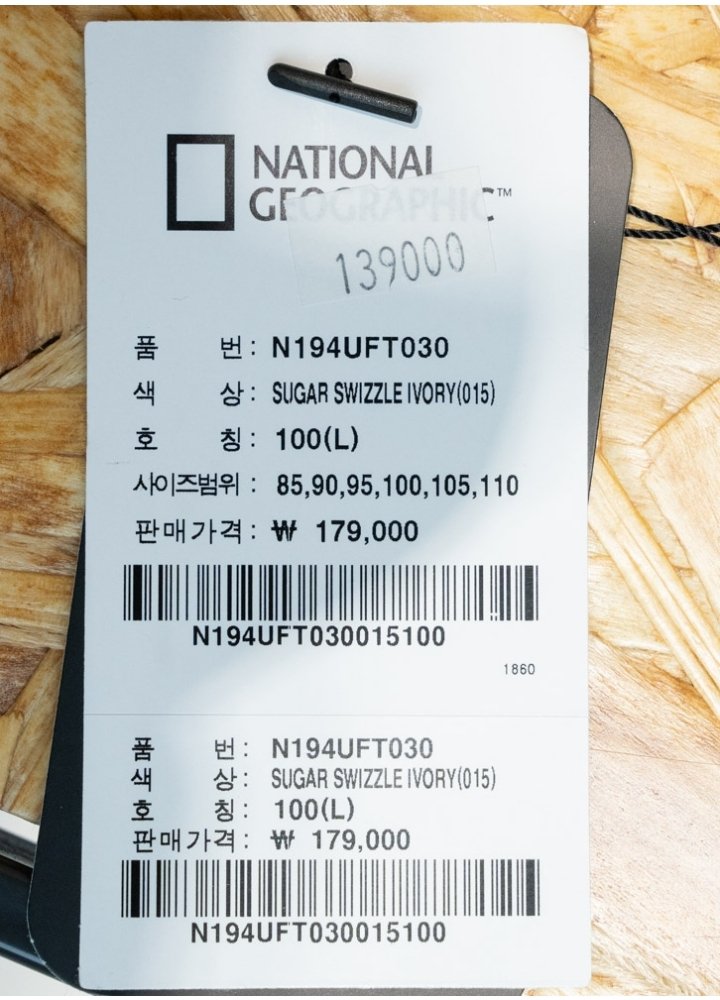 NATIONAL
GEOGRAPHIC™
139000
품 번 : N194UFT030
색 상 : SUGAR SWIZZLE IVORY(015)
호 칭 : 100(L)
사이즈범위 : 85,90,95,100,105,110
판매가격 : ₩ 179,000
N194UFT030015100
1860
품 번 : N194UFT030
색 상 : SUGAR SWIZZLE IVORY(015)
호 칭 : 100(L)
판매가격 : ₩ 179,000
N194UFT030015100